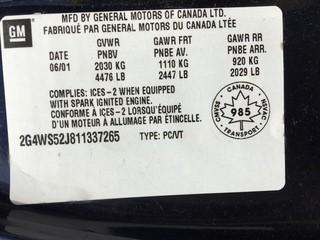 GM
MFD BY GENERAL MOTORS OF CANADA LTD.
FABRIQUÉ PAR GENERAL MOTORS DU CANADA LTÉE
GVWR GAWR FRT GAWR RR
DATE PNBV PNBE AV. PNBE ARR.
06/01 2030 KG 1110 KG 920 KG
4476 LB 2447 LB 2029 LB
COMPLIES: ICES-2 WHEN EQUIPPED
WITH SPARK IGNITED ENGINE.
CONFORME A ICES-2 LORSQU'ÉQUIPÉ
D'UN MOTEUR A ALLUMAGE PAR ÉTINCELLE.
2G4WS52J811337265 TYPE: PC/VT
CANADA
985
TRANSPORT